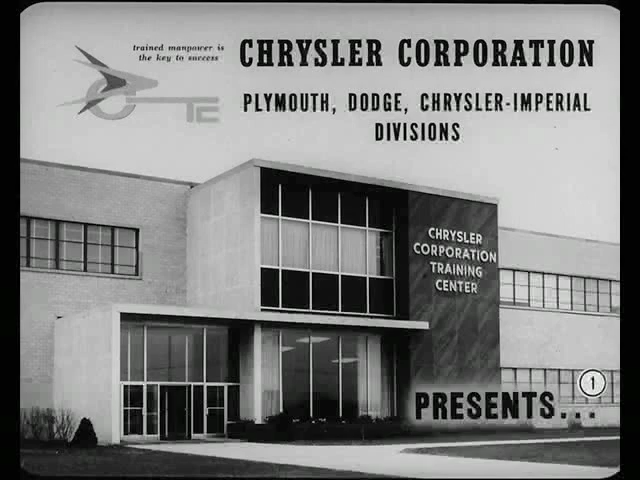 trained manpower is
the key to success
CHRYSLER CORPORATION
PLYMOUTH, DODGE, CHRYSLER-IMPERIAL
DIVISIONS
CHRYSLER
CORPORATION
TRAINING
CENTER
TC
1
PRESENTS...